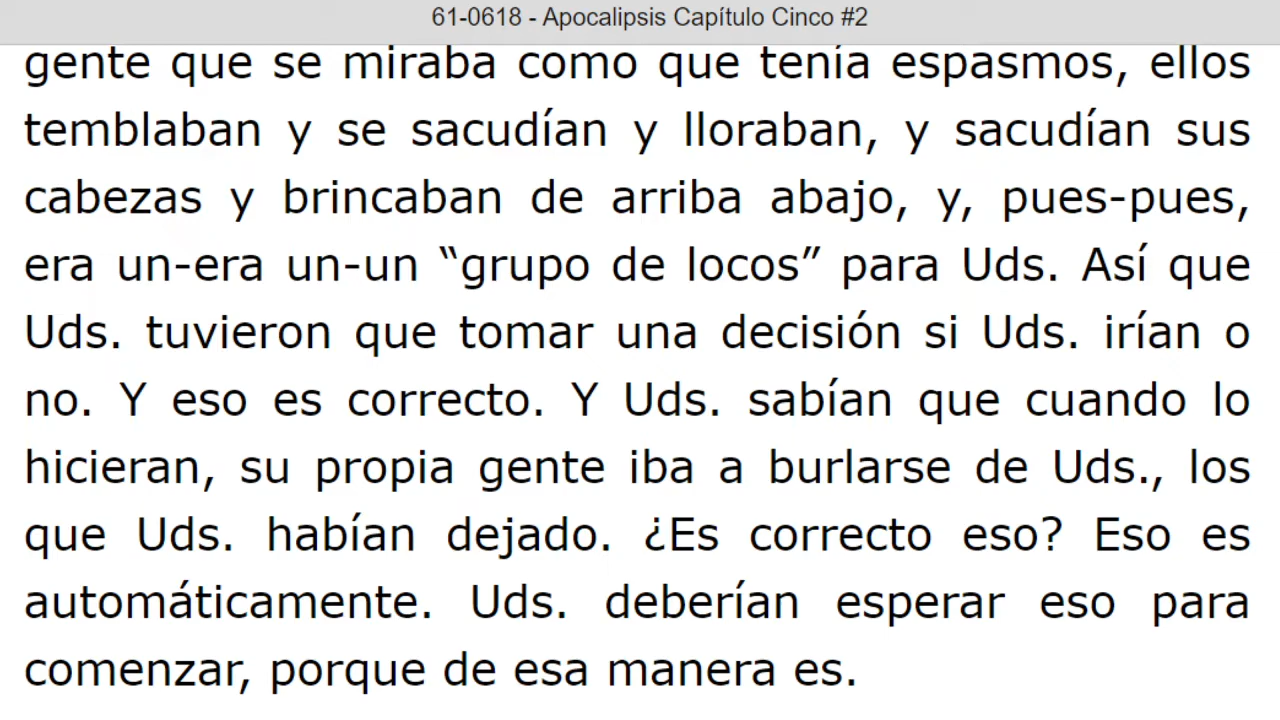 61-0618 - Apocalipsis Capítulo Cinco #2
gente que se miraba como que tenía espasmos, ellos
temblaban y se sacudían y lloraban, y sacudían sus
cabezas y brincaban de arriba abajo, y, pues-pues,
era un-era un-un “grupo de locos” para Uds. Así que
Uds. tuvieron que tomar una decisión si Uds. irían o
no. Y eso es correcto. Y Uds. sabían que cuando lo
hicieran, su propia gente iba a burlarse de Uds., los
que Uds. habían dejado. ¿Es correcto eso? Eso es
automáticamente. Uds. deberían esperar eso para
comenzar, porque de esa manera es.